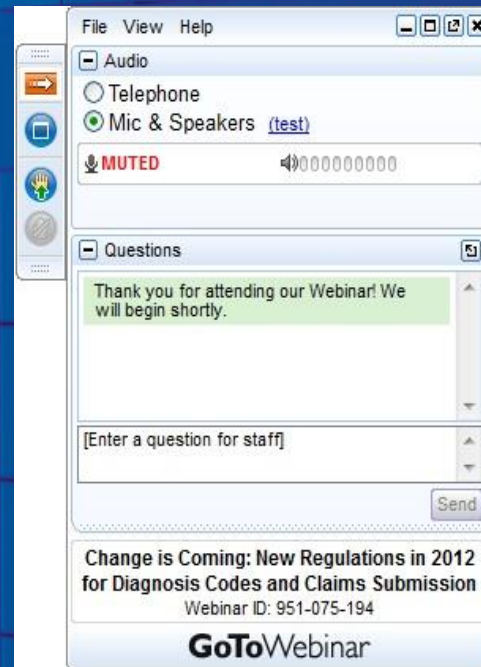 File View Help
Audio
Telephone
Mic & Speakers (test)
MUTED 000000000
Questions
Thank you for attending our Webinar! We
will begin shortly.
[Enter a question for staff]
Send
Change is Coming: New Regulations in 2012
for Diagnosis Codes and Claims Submission
Webinar ID: 951-075-194
GoToWebinar